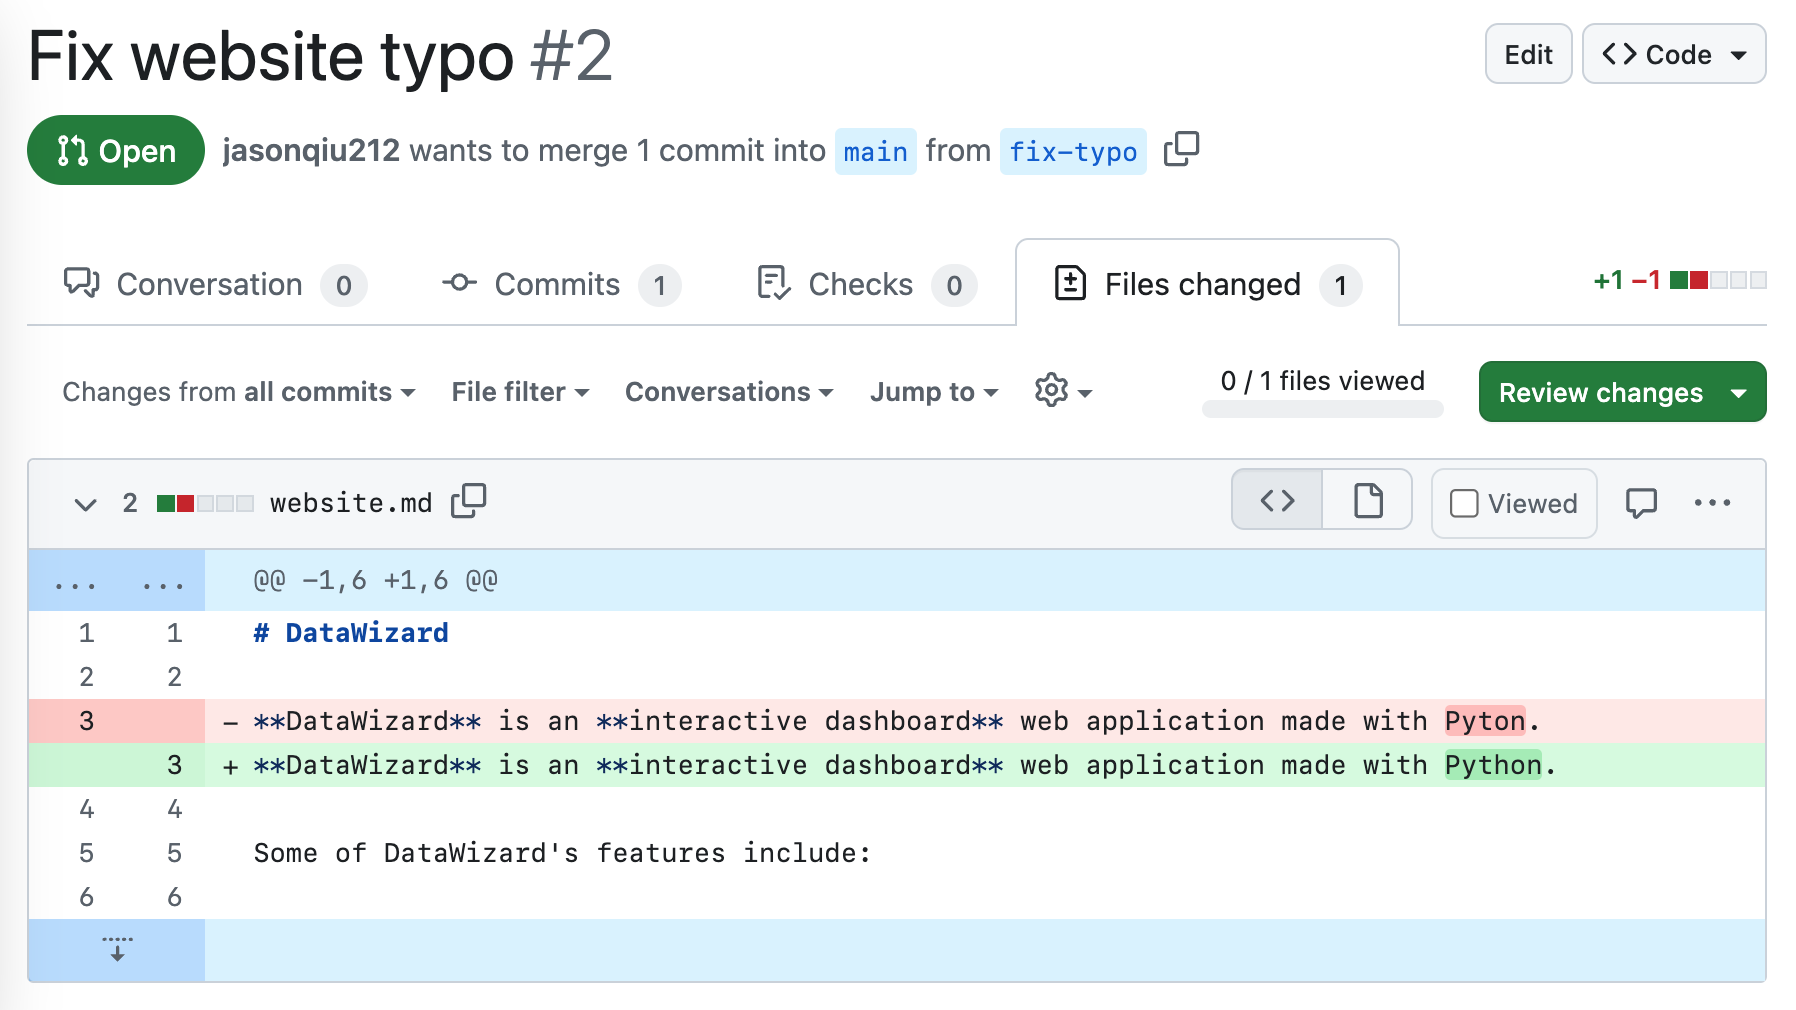 Fix website typo #2
Edit
Code
Open
jasonqiu212 wants to merge 1 commit into main from fix-typo
Conversation 0
Commits 1
Checks 0
Files changed 1
+1 −1
Changes from all commits
File filter
Conversations
Jump to
0 / 1 files viewed
Review changes
2
website.md
Viewed
... ... @@ -1,6 +1,6 @@
1 1 # DataWizard
2 2
3 - **DataWizard** is an **interactive dashboard** web application made with Pyton.
3 + **DataWizard** is an **interactive dashboard** web application made with Python.
4 4
5 5 Some of DataWizard's features include:
6 6